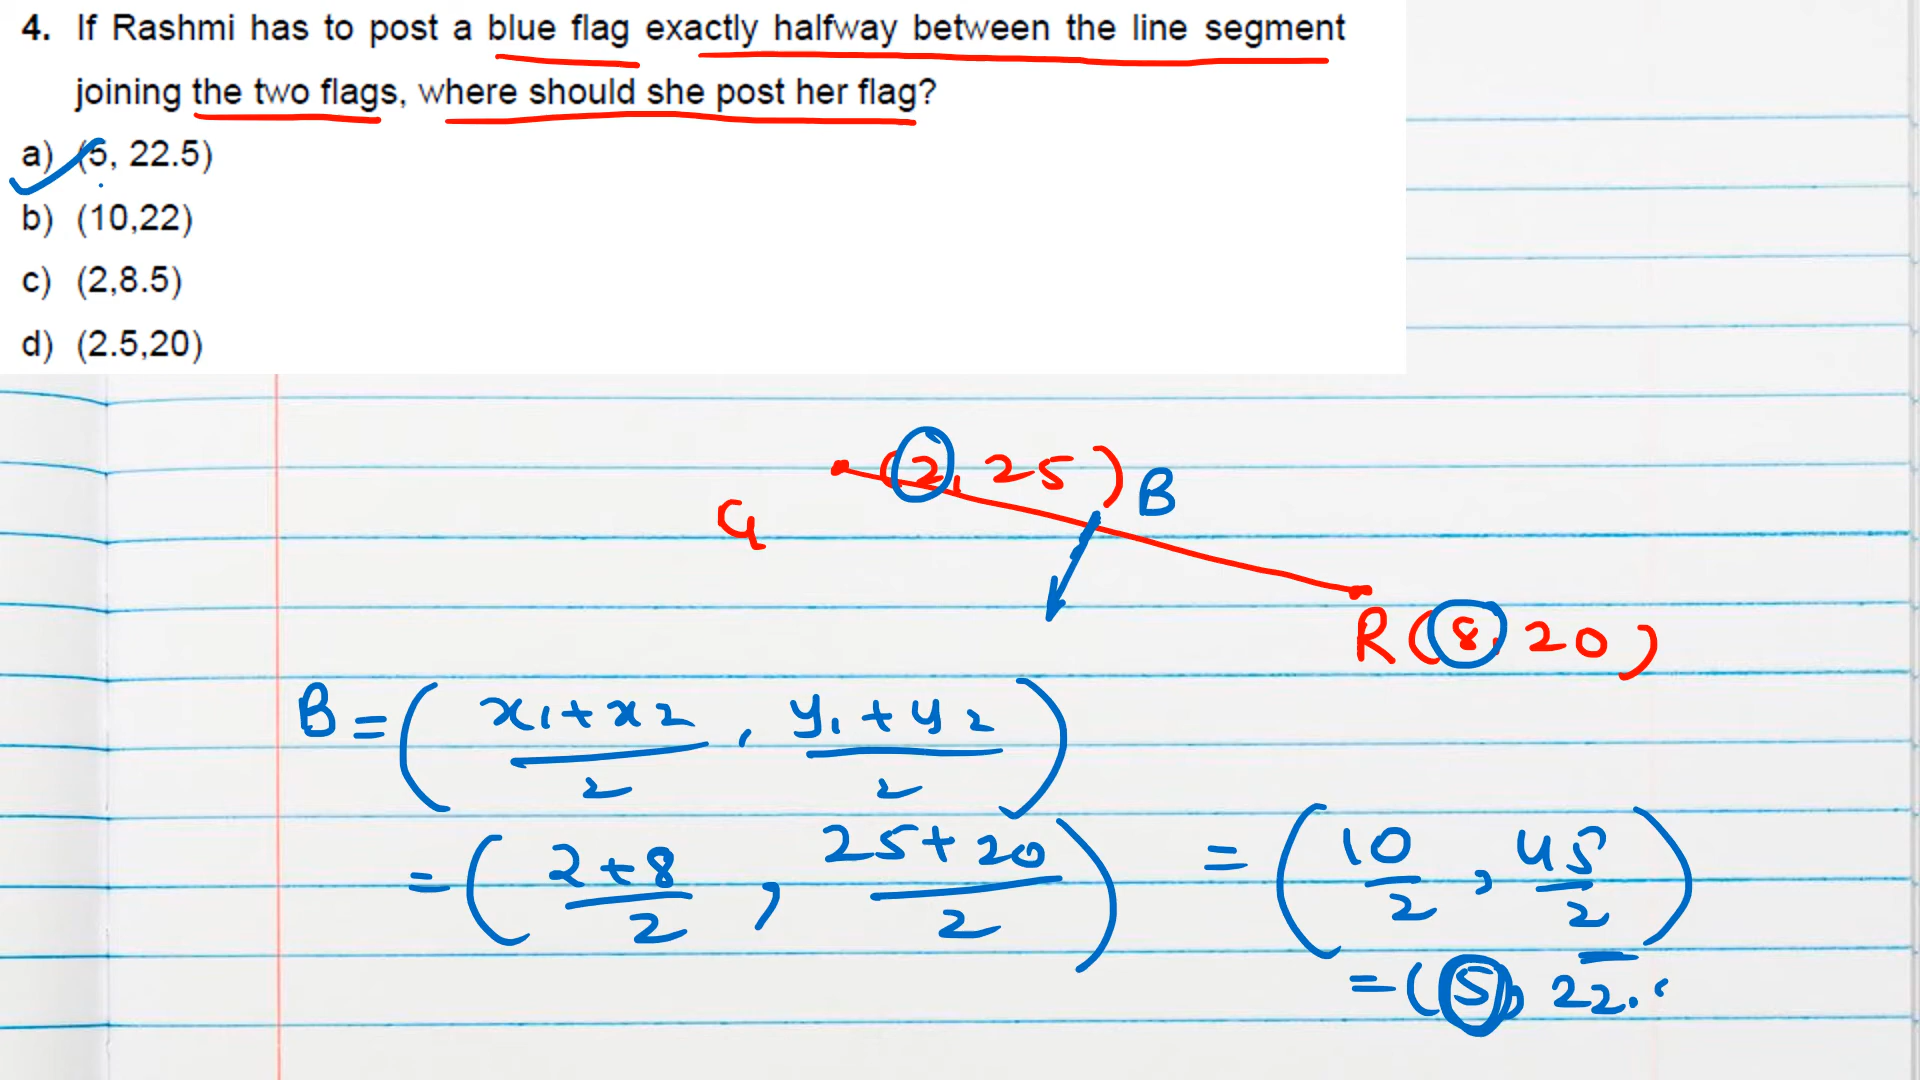 4. If Rashmi has to post a blue flag exactly halfway between the line segment
joining the two flags, where should she post her flag?
a) (5, 22.5)
b) (10,22)
c) (2,8.5)
d) (2.5,20)
(2, 25) B
G
R (8, 20)
B = (x₁+x₂/2, y₁+y₂/2)
= (2+8/2, 25+20/2) = (10/2, 45/2)
= (5, 22.